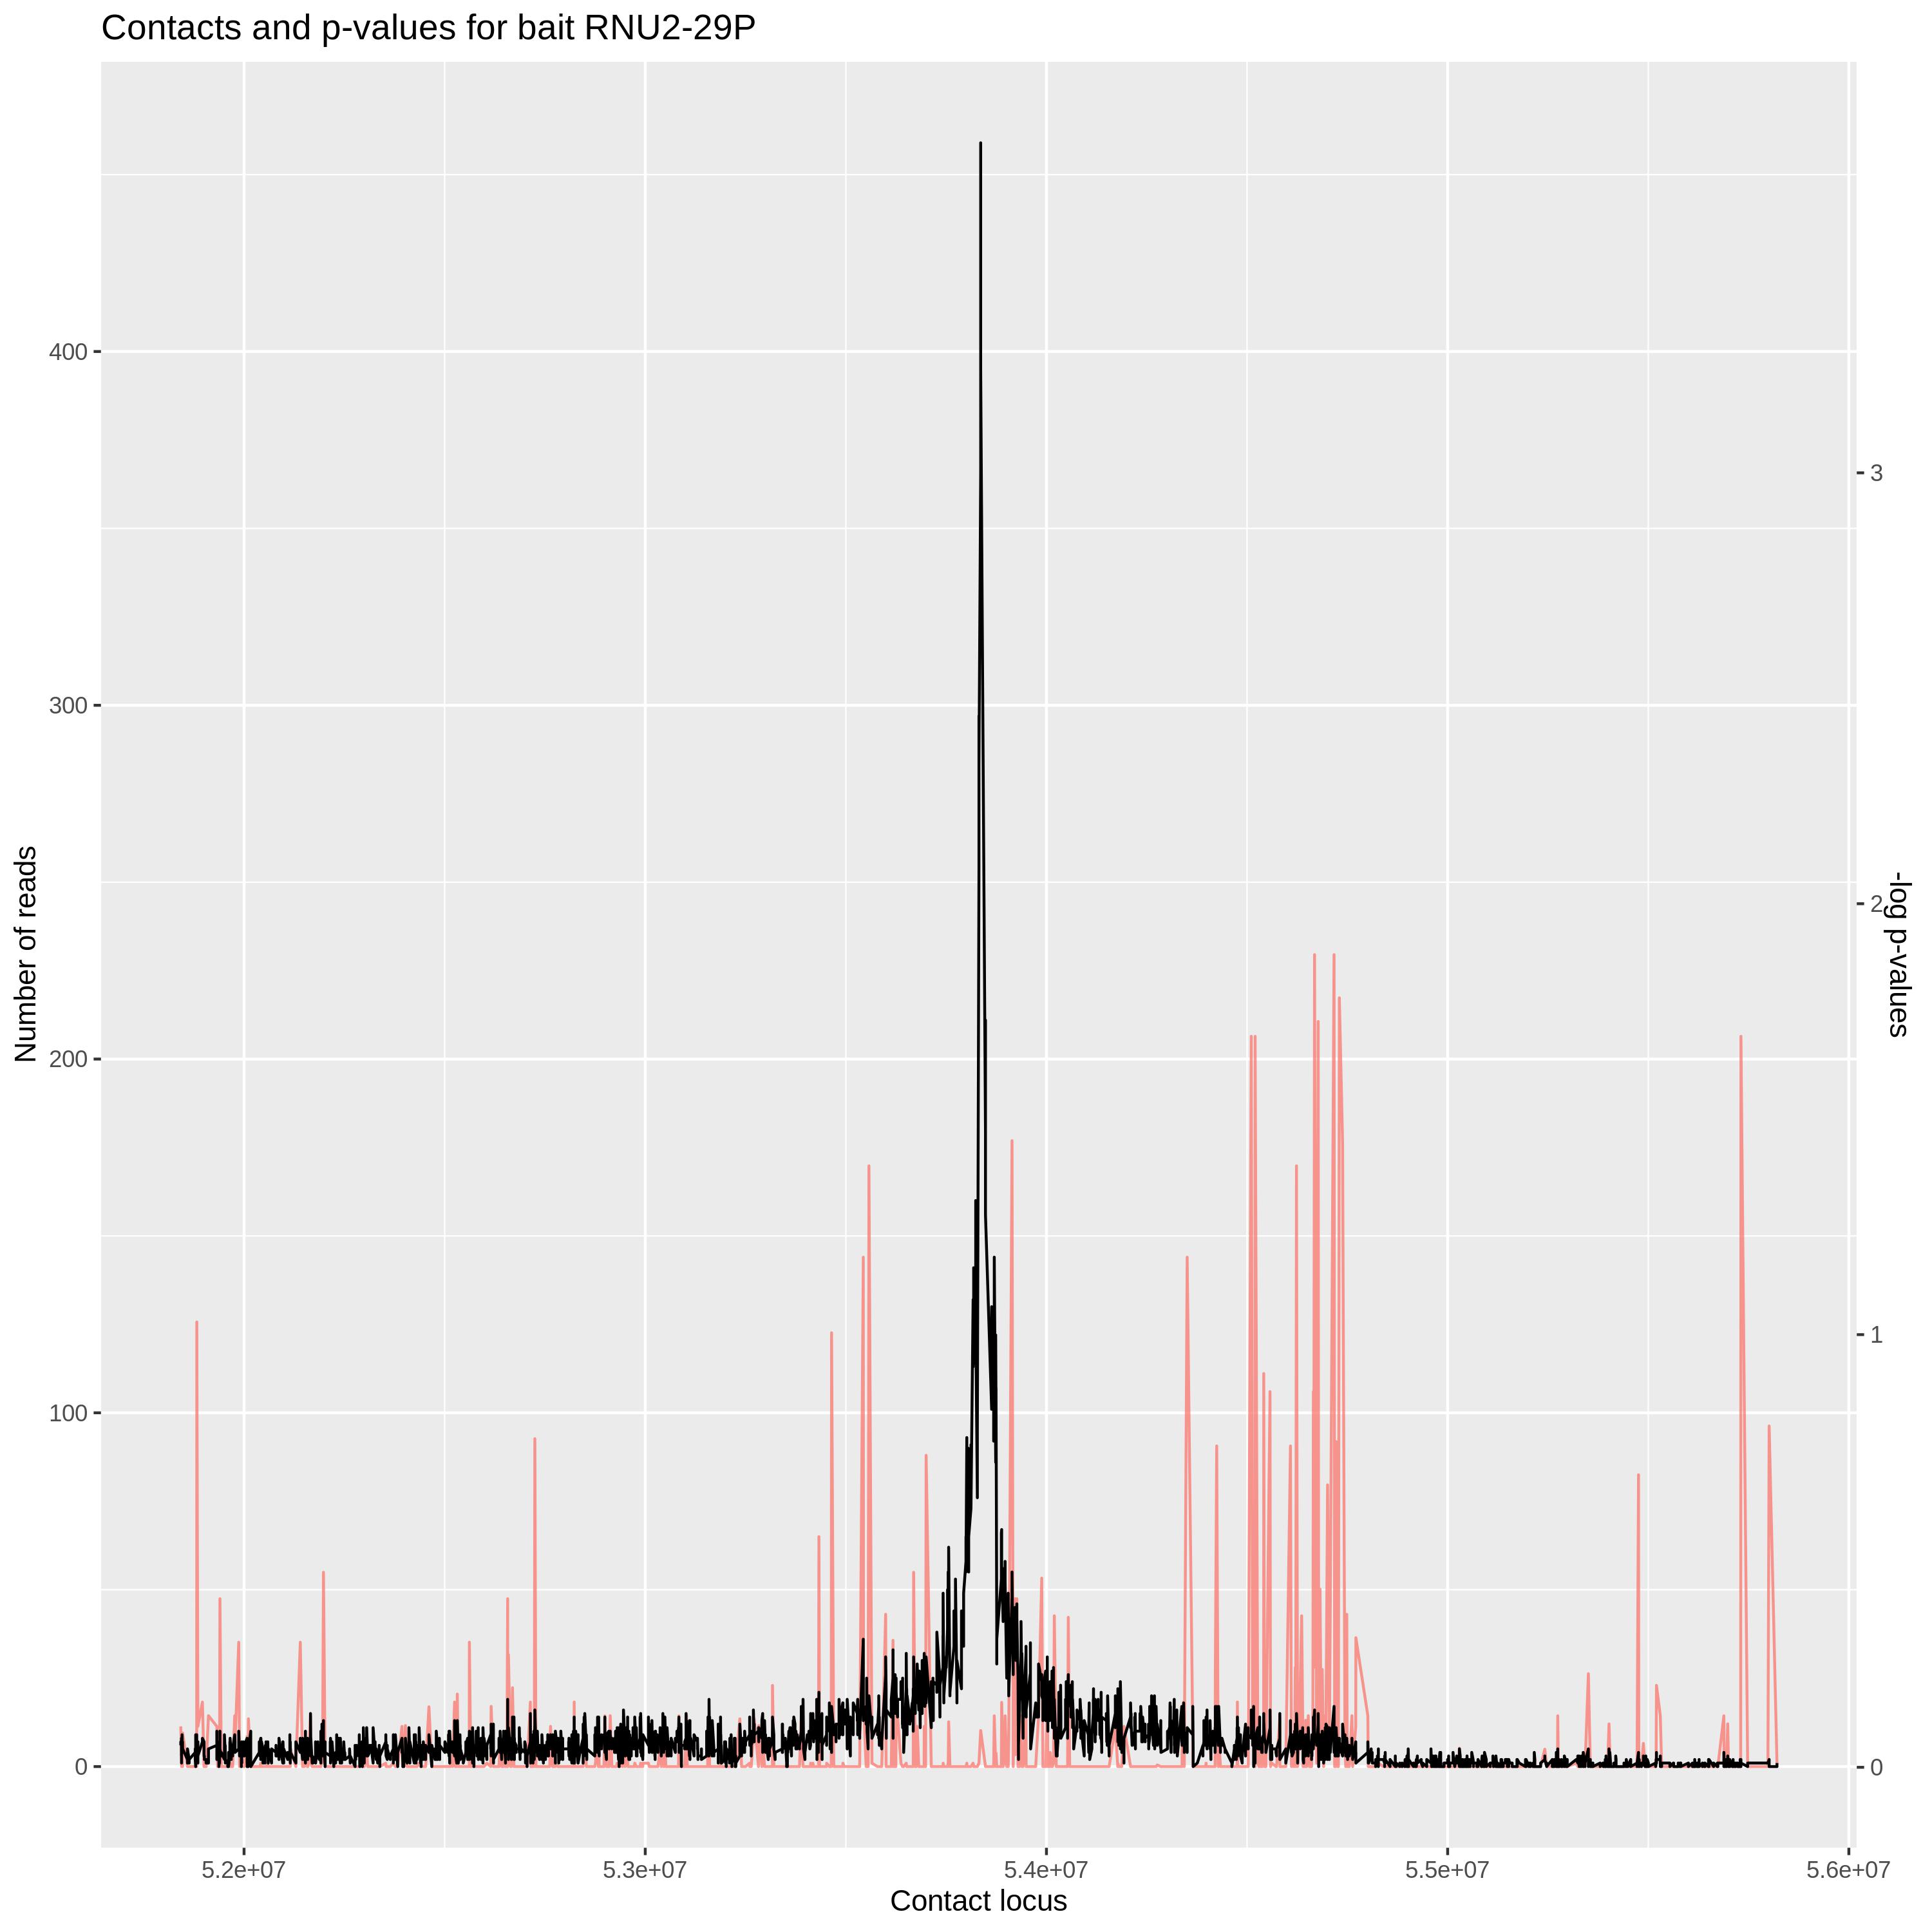 Contacts and p-values for bait RNU2-29P
Number of reads
400
300
200
100
0
3
2
1
0
-log p-values
5.2e+07 5.3e+07 5.4e+07 5.5e+07 5.6e+07
Contact locus